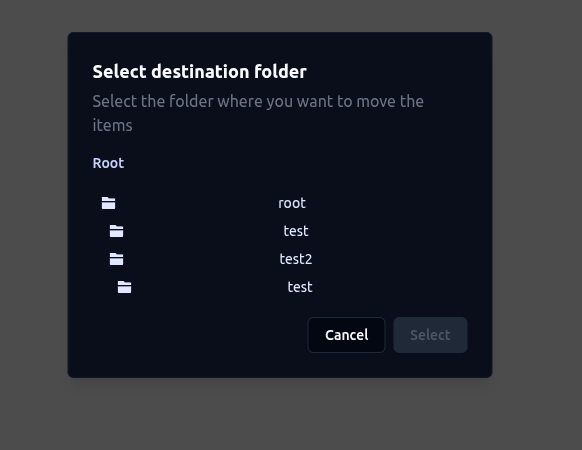 Select destination folder
Select the folder where you want to move the
items
Root
root
test
test2
test
Cancel Select